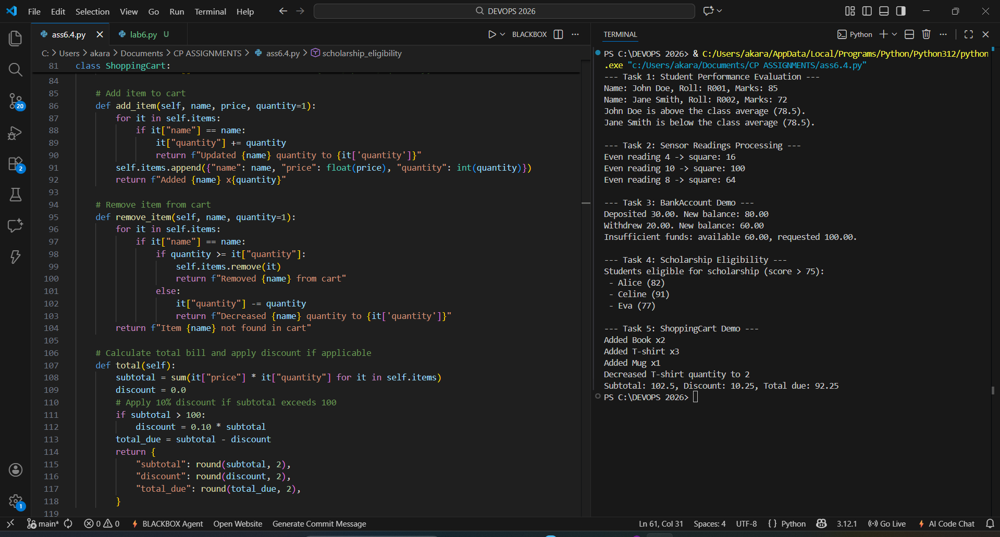 File Edit Selection View Go Run Terminal Help
DEVOPS 2026
ass6.4.py
lab6.py U
BLACKBOX
C: > Users > akara > Documents > CP ASSIGNMENTS > ass6.4.py > scholarship_eligibility
81 class ShoppingCart:
84
85 # Add item to cart
86 def add_item(self, name, price, quantity=1):
87 for it in self.items:
88 if it["name"] == name:
89 it["quantity"] += quantity
90 return f"Updated {name} quantity to {it['quantity']}"
91 self.items.append({"name": name, "price": float(price), "quantity": int(quantity)})
92 return f"Added {name} x{quantity}"
93
94 # Remove item from cart
95 def remove_item(self, name, quantity=1):
96 for it in self.items:
97 if it["name"] == name:
98 if quantity >= it["quantity"]:
99 self.items.remove(it)
100 return f"Removed {name} from cart"
101 else:
102 it["quantity"] -= quantity
103 return f"Decreased {name} quantity to {it['quantity']}"
104 return f"Item {name} not found in cart"
105
106 # Calculate total bill and apply discount if applicable
107 def total(self):
108 subtotal = sum(it["price"] * it["quantity"] for it in self.items)
109 discount = 0.0
110 # Apply 10% discount if subtotal exceeds 100
111 if subtotal > 100:
112 discount = 0.10 * subtotal
113 total_due = subtotal - discount
114 return {
115 "subtotal": round(subtotal, 2),
116 "discount": round(discount, 2),
117 "total_due": round(total_due, 2),
118 }
119
TERMINAL
Python
PS C:\DEVOPS 2026> & C:/Users/akara/AppData/Local/Programs/Python/Python312/python
.exe "c:/Users/akara/Documents/CP ASSIGNMENTS/ass6.4.py"
--- Task 1: Student Performance Evaluation ---
Name: John Doe, Roll: R001, Marks: 85
Name: Jane Smith, Roll: R002, Marks: 72
John Doe is above the class average (78.5).
Jane Smith is below the class average (78.5).
--- Task 2: Sensor Readings Processing ---
Even reading 4 -> square: 16
Even reading 10 -> square: 100
Even reading 8 -> square: 64
--- Task 3: BankAccount Demo ---
Deposited 30.00. New balance: 80.00
Withdrew 20.00. New balance: 60.00
Insufficient funds: available 60.00, requested 100.00.
--- Task 4: Scholarship Eligibility ---
Students eligible for scholarship (score > 75):
- Alice (82)
- Celine (91)
- Eva (77)
--- Task 5: ShoppingCart Demo ---
Added Book x2
Added T-shirt x3
Added Mug x1
Decreased T-shirt quantity to 2
Subtotal: 102.5, Discount: 10.25, Total due: 92.25
PS C:\DEVOPS 2026>
20
2
1
main* 0 0 BLACKBOX Agent Open Website Generate Commit Message
Ln 61, Col 31 Spaces: 4 UTF-8 {} Python 3.12.1 Go Live AI Code Chat